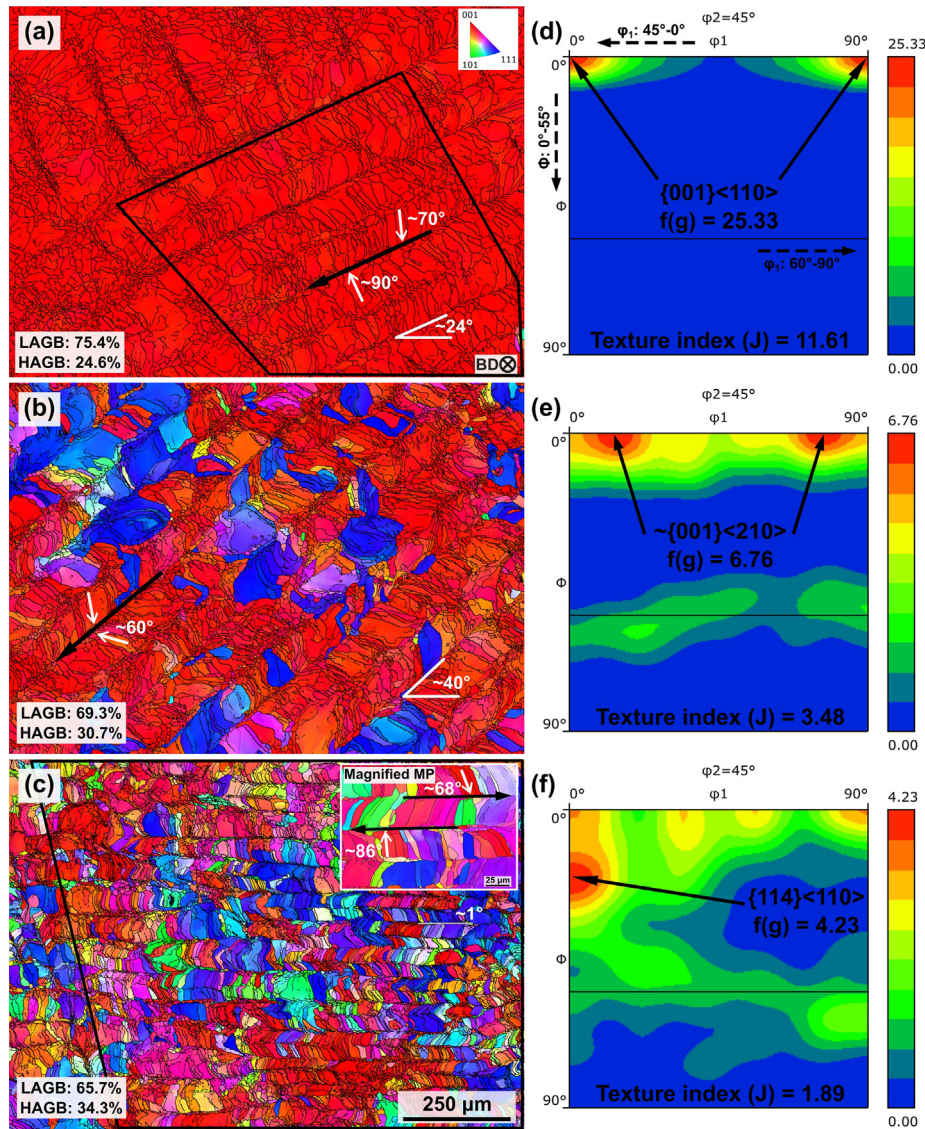 (a)
001
101
111
~70°
~90°
~24°
LAGB: 75.4%
HAGB: 24.6%
BD
(b)
~60°
~40°
LAGB: 69.3%
HAGB: 30.7%
(c)
Magnified MP
~68°
~86°
25 µm
~1°
LAGB: 65.7%
HAGB: 34.3%
250 µm
(d)
φ2=45°
φ₁: 45°-0°
0°
φ1
90°
25.33
0°
Φ: 0°-55°
{001}<110>
f(g) = 25.33
Φ
φ₁: 60°-90°
Texture index (J) = 11.61
90°
0.00
(e)
φ2=45°
0°
φ1
90°
6.76
0°
~{001}<210>
f(g) = 6.76
Φ
Texture index (J) = 3.48
90°
0.00
(f)
φ2=45°
0°
φ1
90°
4.23
0°
{114}<110>
f(g) = 4.23
Φ
Texture index (J) = 1.89
90°
0.00